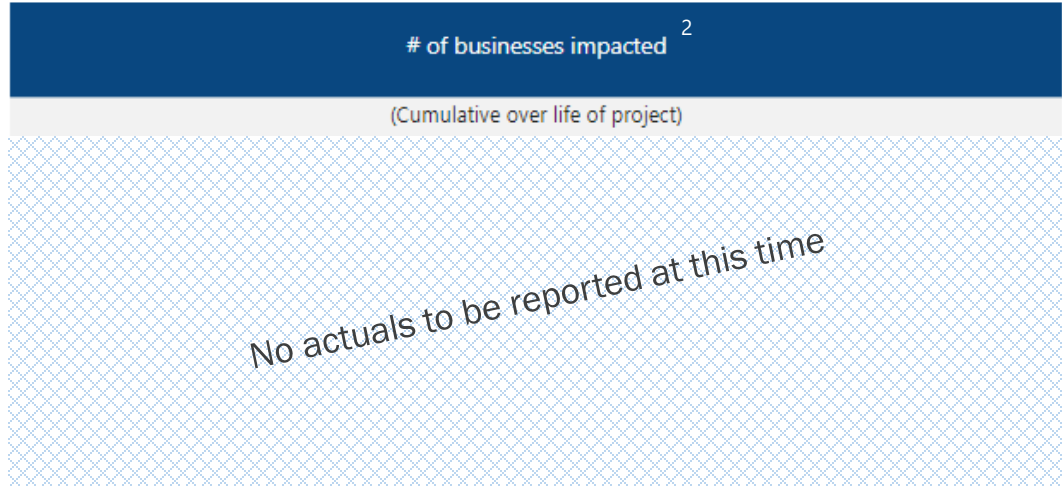 # of businesses impacted 2
(Cumulative over life of project)
No actuals to be reported at this time